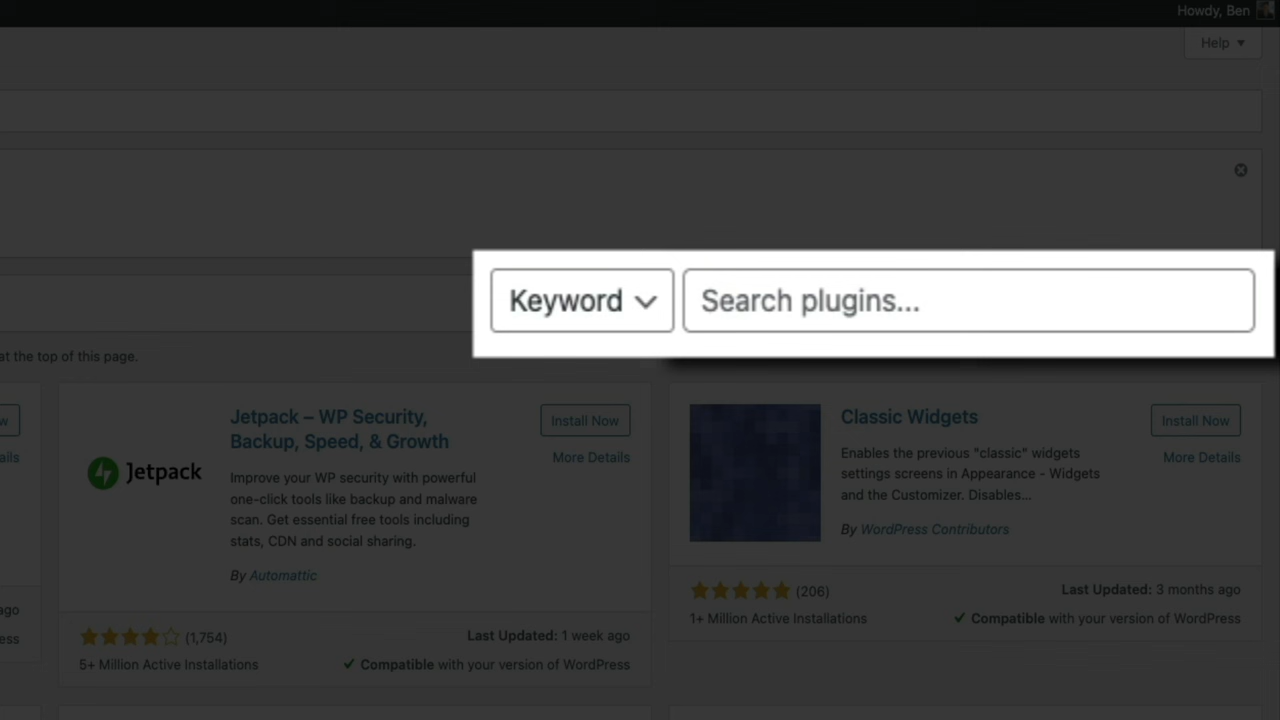 Howdy, Ben
Help
Keyword
Search plugins...
at the top of this page.
w
ails
ago
ess
Jetpack
Jetpack – WP Security,
Backup, Speed, & Growth
Install Now
More Details
Improve your WP security with powerful
one-click tools like backup and malware
scan. Get essential free tools including
stats, CDN and social sharing.
By Automattic
(1,754)
Last Updated: 1 week ago
5+ Million Active Installations
Compatible with your version of WordPress
Classic Widgets
Install Now
More Details
Enables the previous "classic" widgets
settings screens in Appearance - Widgets
and the Customizer. Disables...
By WordPress Contributors
(206)
Last Updated: 3 months ago
1+ Million Active Installations
Compatible with your version of WordPress